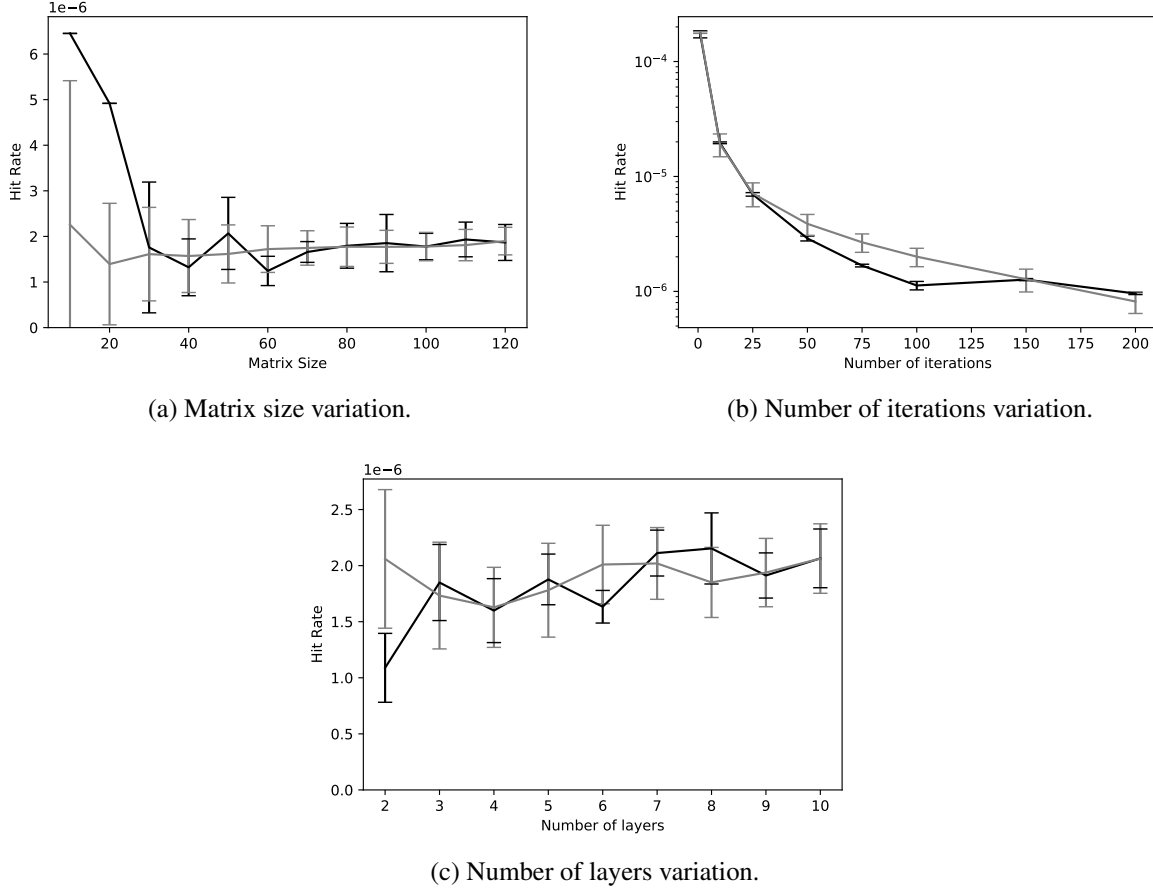 1e−6
6
5
4
3
2
1
0
Hit Rate
20 40 60 80 100 120
Matrix Size
(a) Matrix size variation.
10⁻⁴
10⁻⁵
10⁻⁶
Hit Rate
0 25 50 75 100 125 150 175 200
Number of iterations
(b) Number of iterations variation.
1e−6
2.5
2.0
1.5
1.0
0.5
0.0
Hit Rate
2 3 4 5 6 7 8 9 10
Number of layers
(c) Number of layers variation.